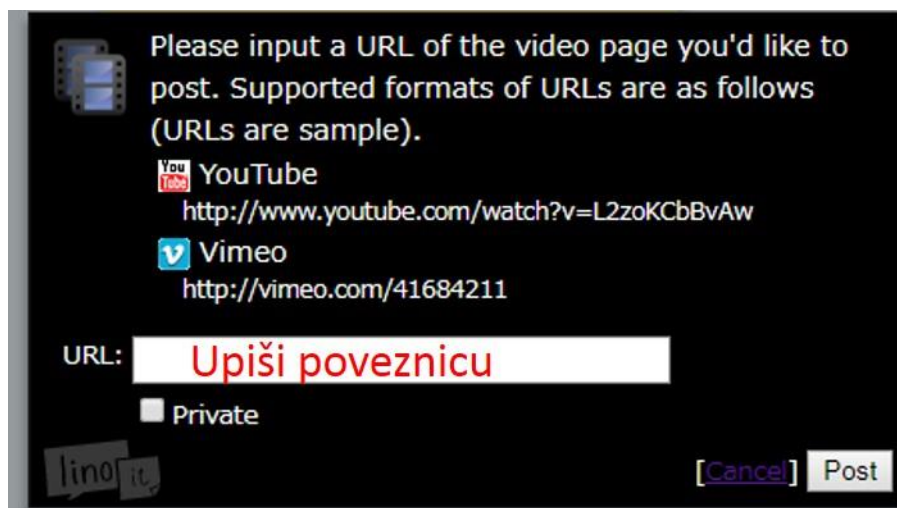 Please input a URL of the video page you'd like to
post. Supported formats of URLs are as follows
(URLs are sample).
You Tube YouTube
http://www.youtube.com/watch?v=L2zoKCbBvAw
Vimeo
http://vimeo.com/41684211
URL: Upiši poveznicu
Private
lino it [Cancel] Post